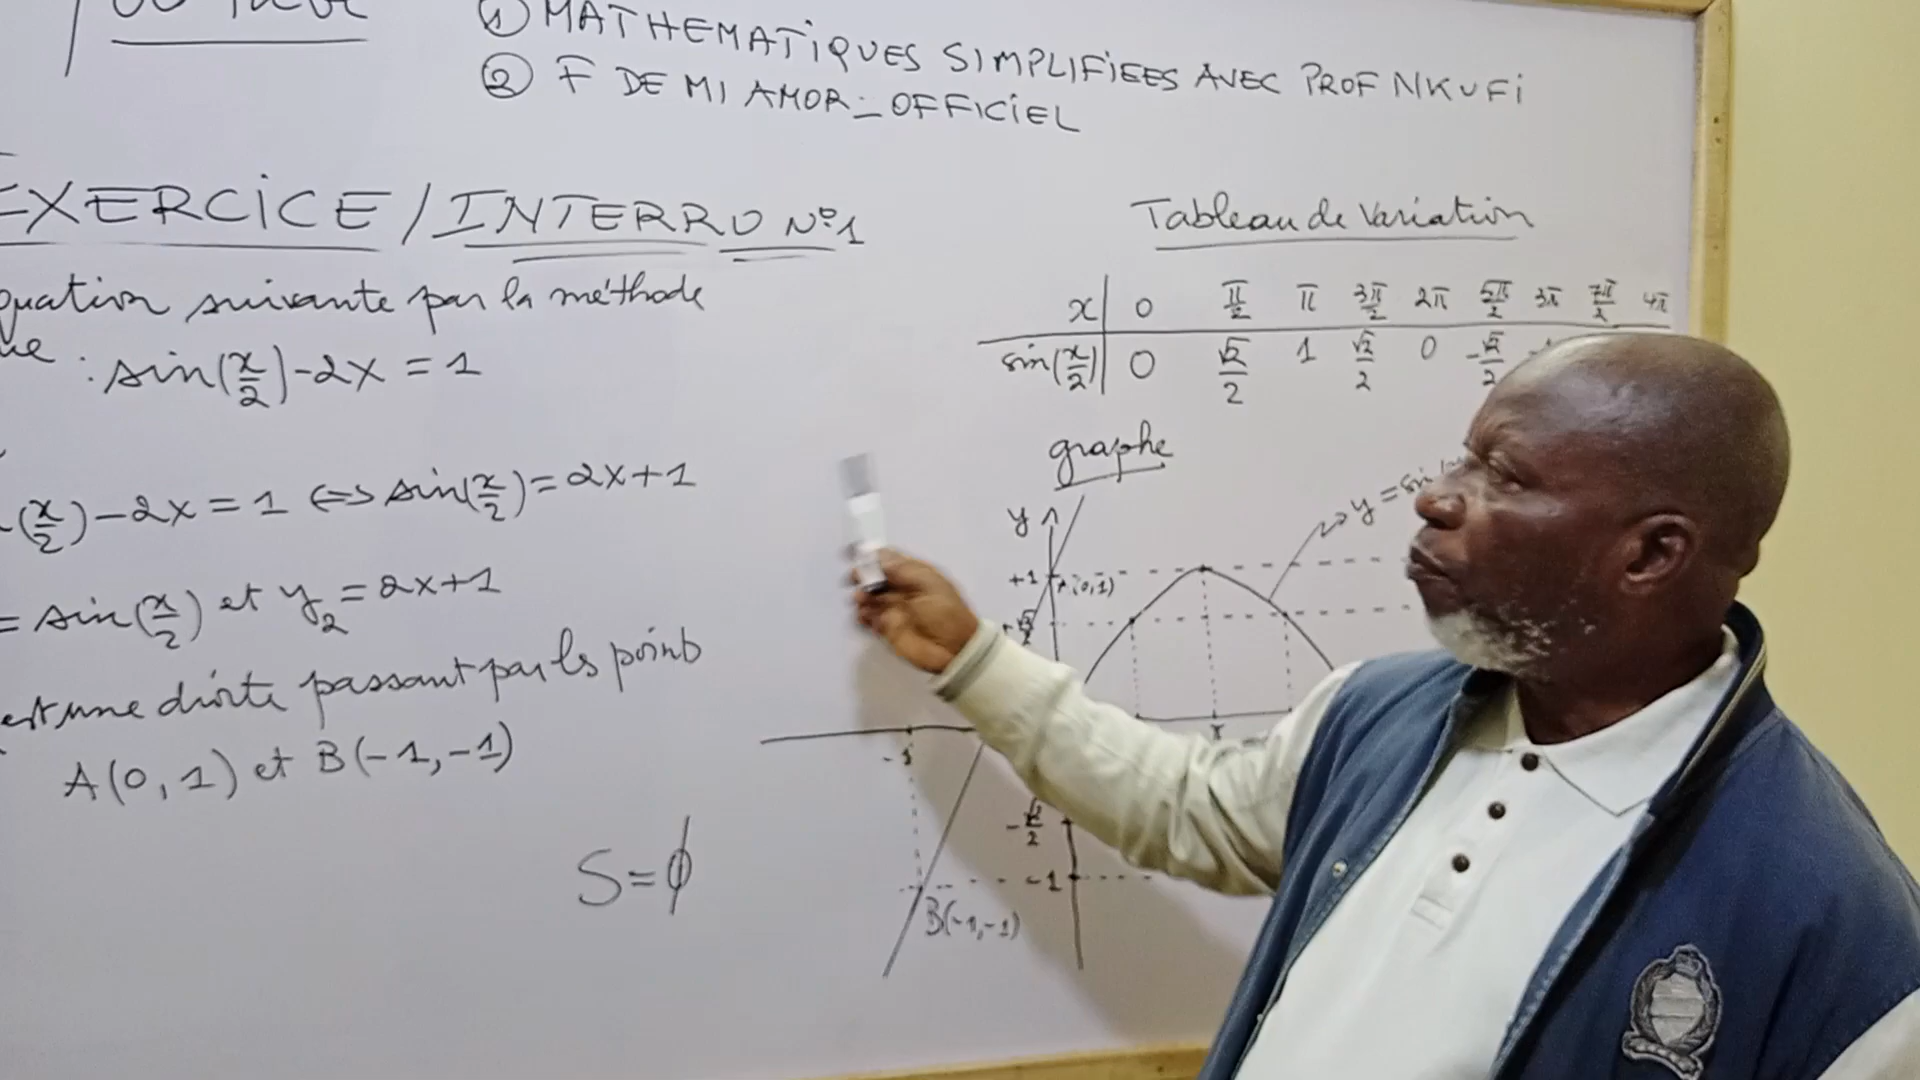 ① MATHEMATIQUES SIMPLIFIEES AVEC PROF NKUFI
② F DE MI AMOR_OFFICIEL
EXERCICE / INTERRO N°1
quation suivante par la méthode
: sin(x/2) - 2x = 1
(x/2) - 2x = 1 ⇔ sin(x/2) = 2x+1
= sin(x/2) et y₂ = 2x+1
est une droite passant par les points
A(0,1) et B(-1,-1)
S = ∅
Tableau de Variation
x | 0 π/2 π 3π/2 2π 5π/2 3π 7π/2 4π
sin(x/2) | 0 √2/2 1 √2/2 0 -√2/2
graphe
y
y = sin
+1
A(0,1)
+√2/2
-1
π
-√2/2
-1
B(-1,-1)